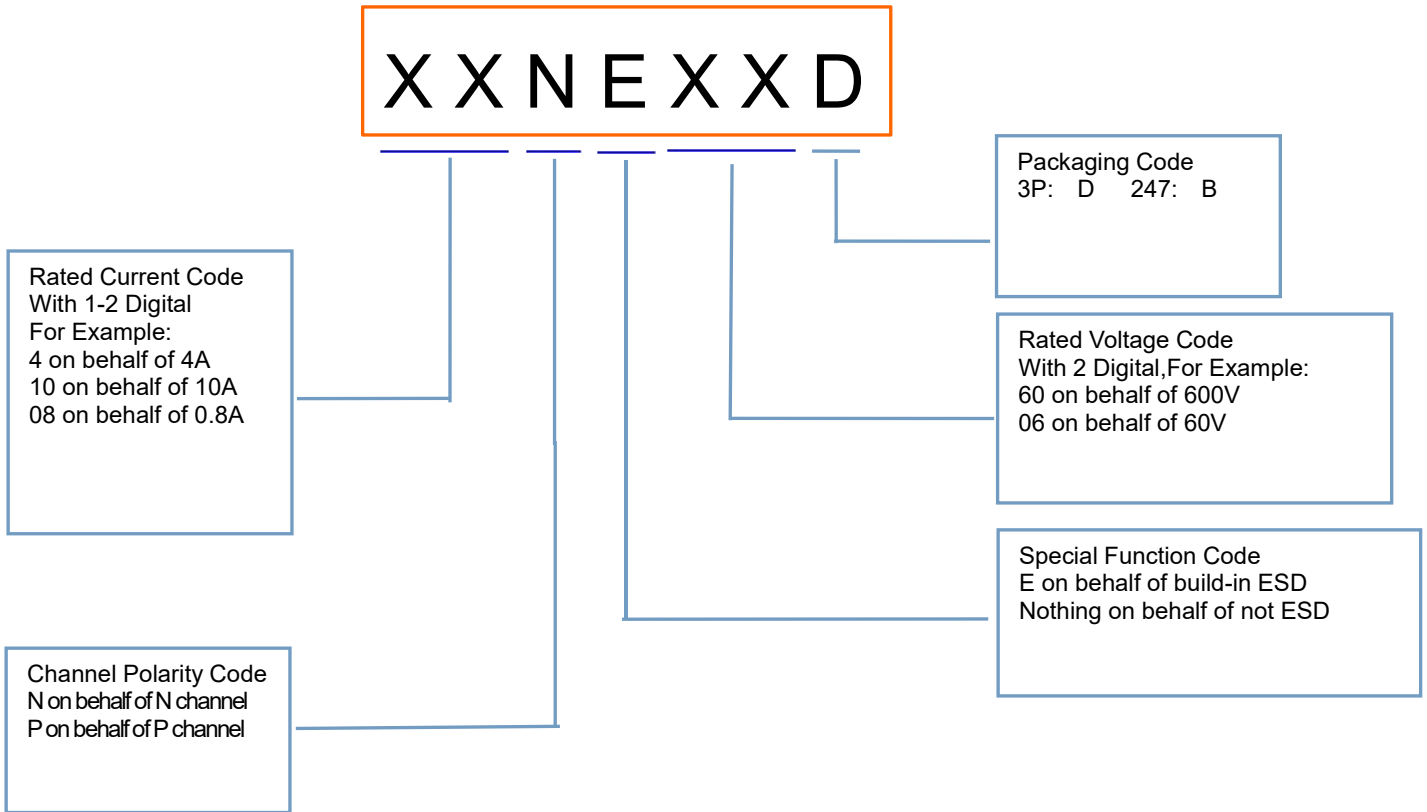 X X N E X X D
Packaging Code
3P: D 247: B
Rated Current Code
With 1-2 Digital
For Example:
4 on behalf of 4A
10 on behalf of 10A
08 on behalf of 0.8A
Rated Voltage Code
With 2 Digital,For Example:
60 on behalf of 600V
06 on behalf of 60V
Special Function Code
E on behalf of build-in ESD
Nothing on behalf of not ESD
Channel Polarity Code
N on behalf of N channel
P on behalf of P channel